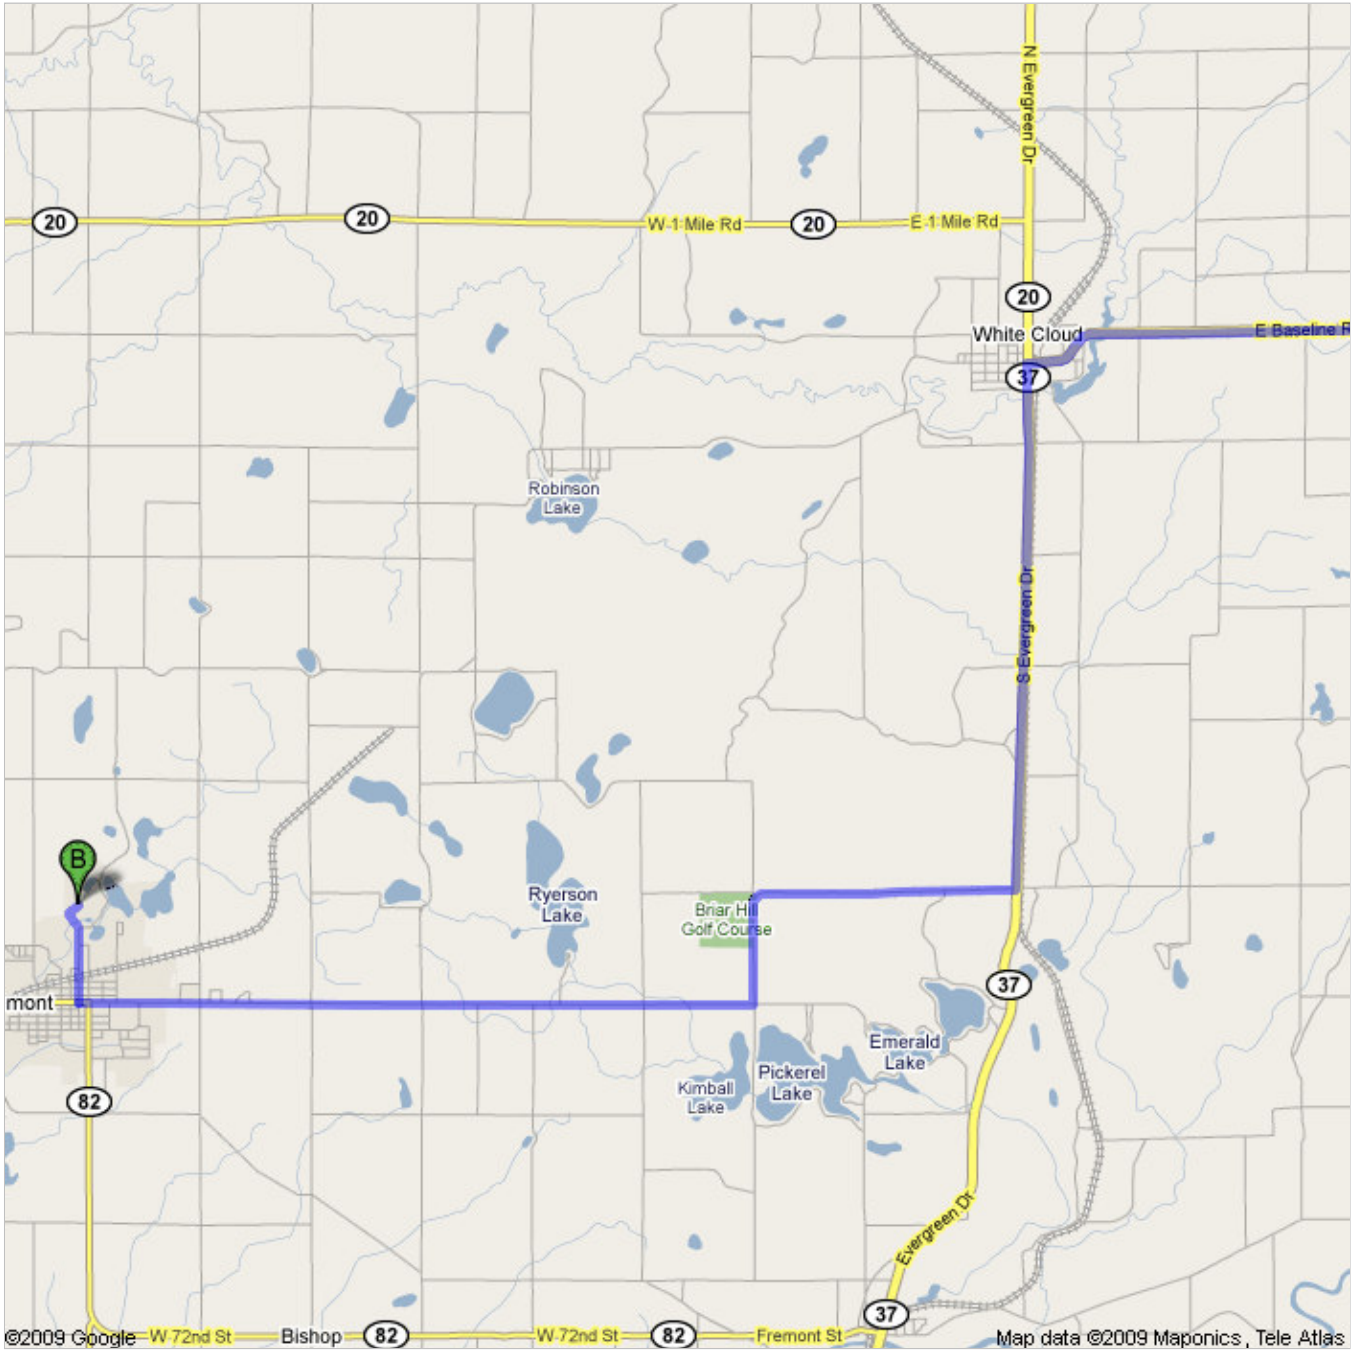 N Evergreen Dr
20
20
W 1 Mile Rd
20
E 1 Mile Rd
20
White Cloud
E Baseline R
37
Robinson
Lake
S Evergreen Dr
B
Ryerson
Lake
Briar Hill
Golf Course
37
mont
Emerald
Lake
Pickerel
Lake
Kimball
Lake
82
Evergreen Dr
37
©2009 Google
W 72nd St
Bishop
82
W 72nd St
82
Fremont St
Map data ©2009 Maponics, Tele Atlas